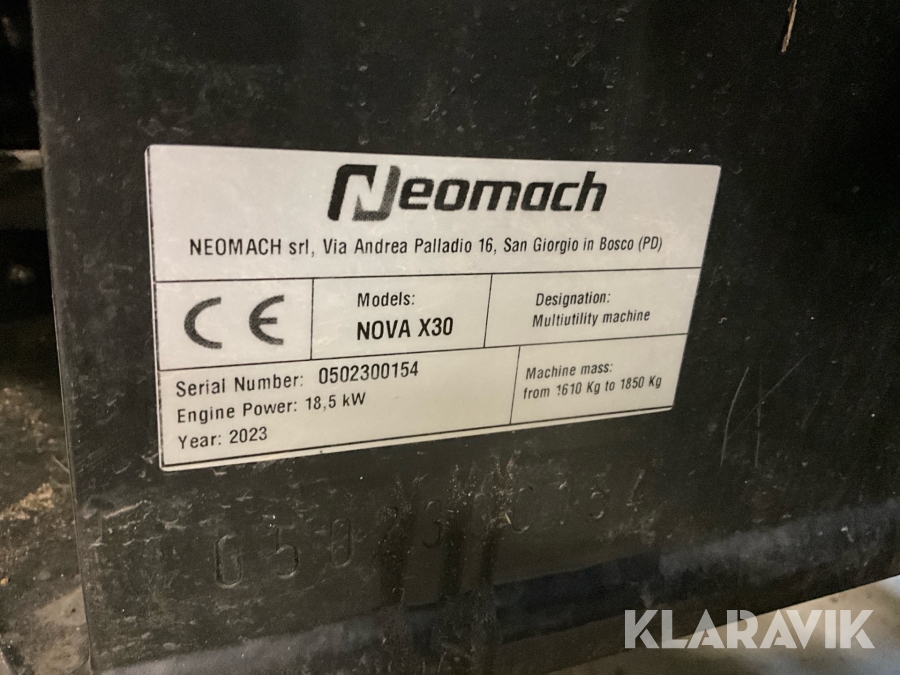 Neomach
NEOMACH srl, Via Andrea Palladio 16, San Giorgio in Bosco (PD)
CE
Models:
NOVA X30
Designation:
Multiutility machine
Serial Number: 0502300154
Engine Power: 18,5 kW
Year: 2023
Machine mass:
from 1610 Kg to 1850 Kg
KLARAVIK